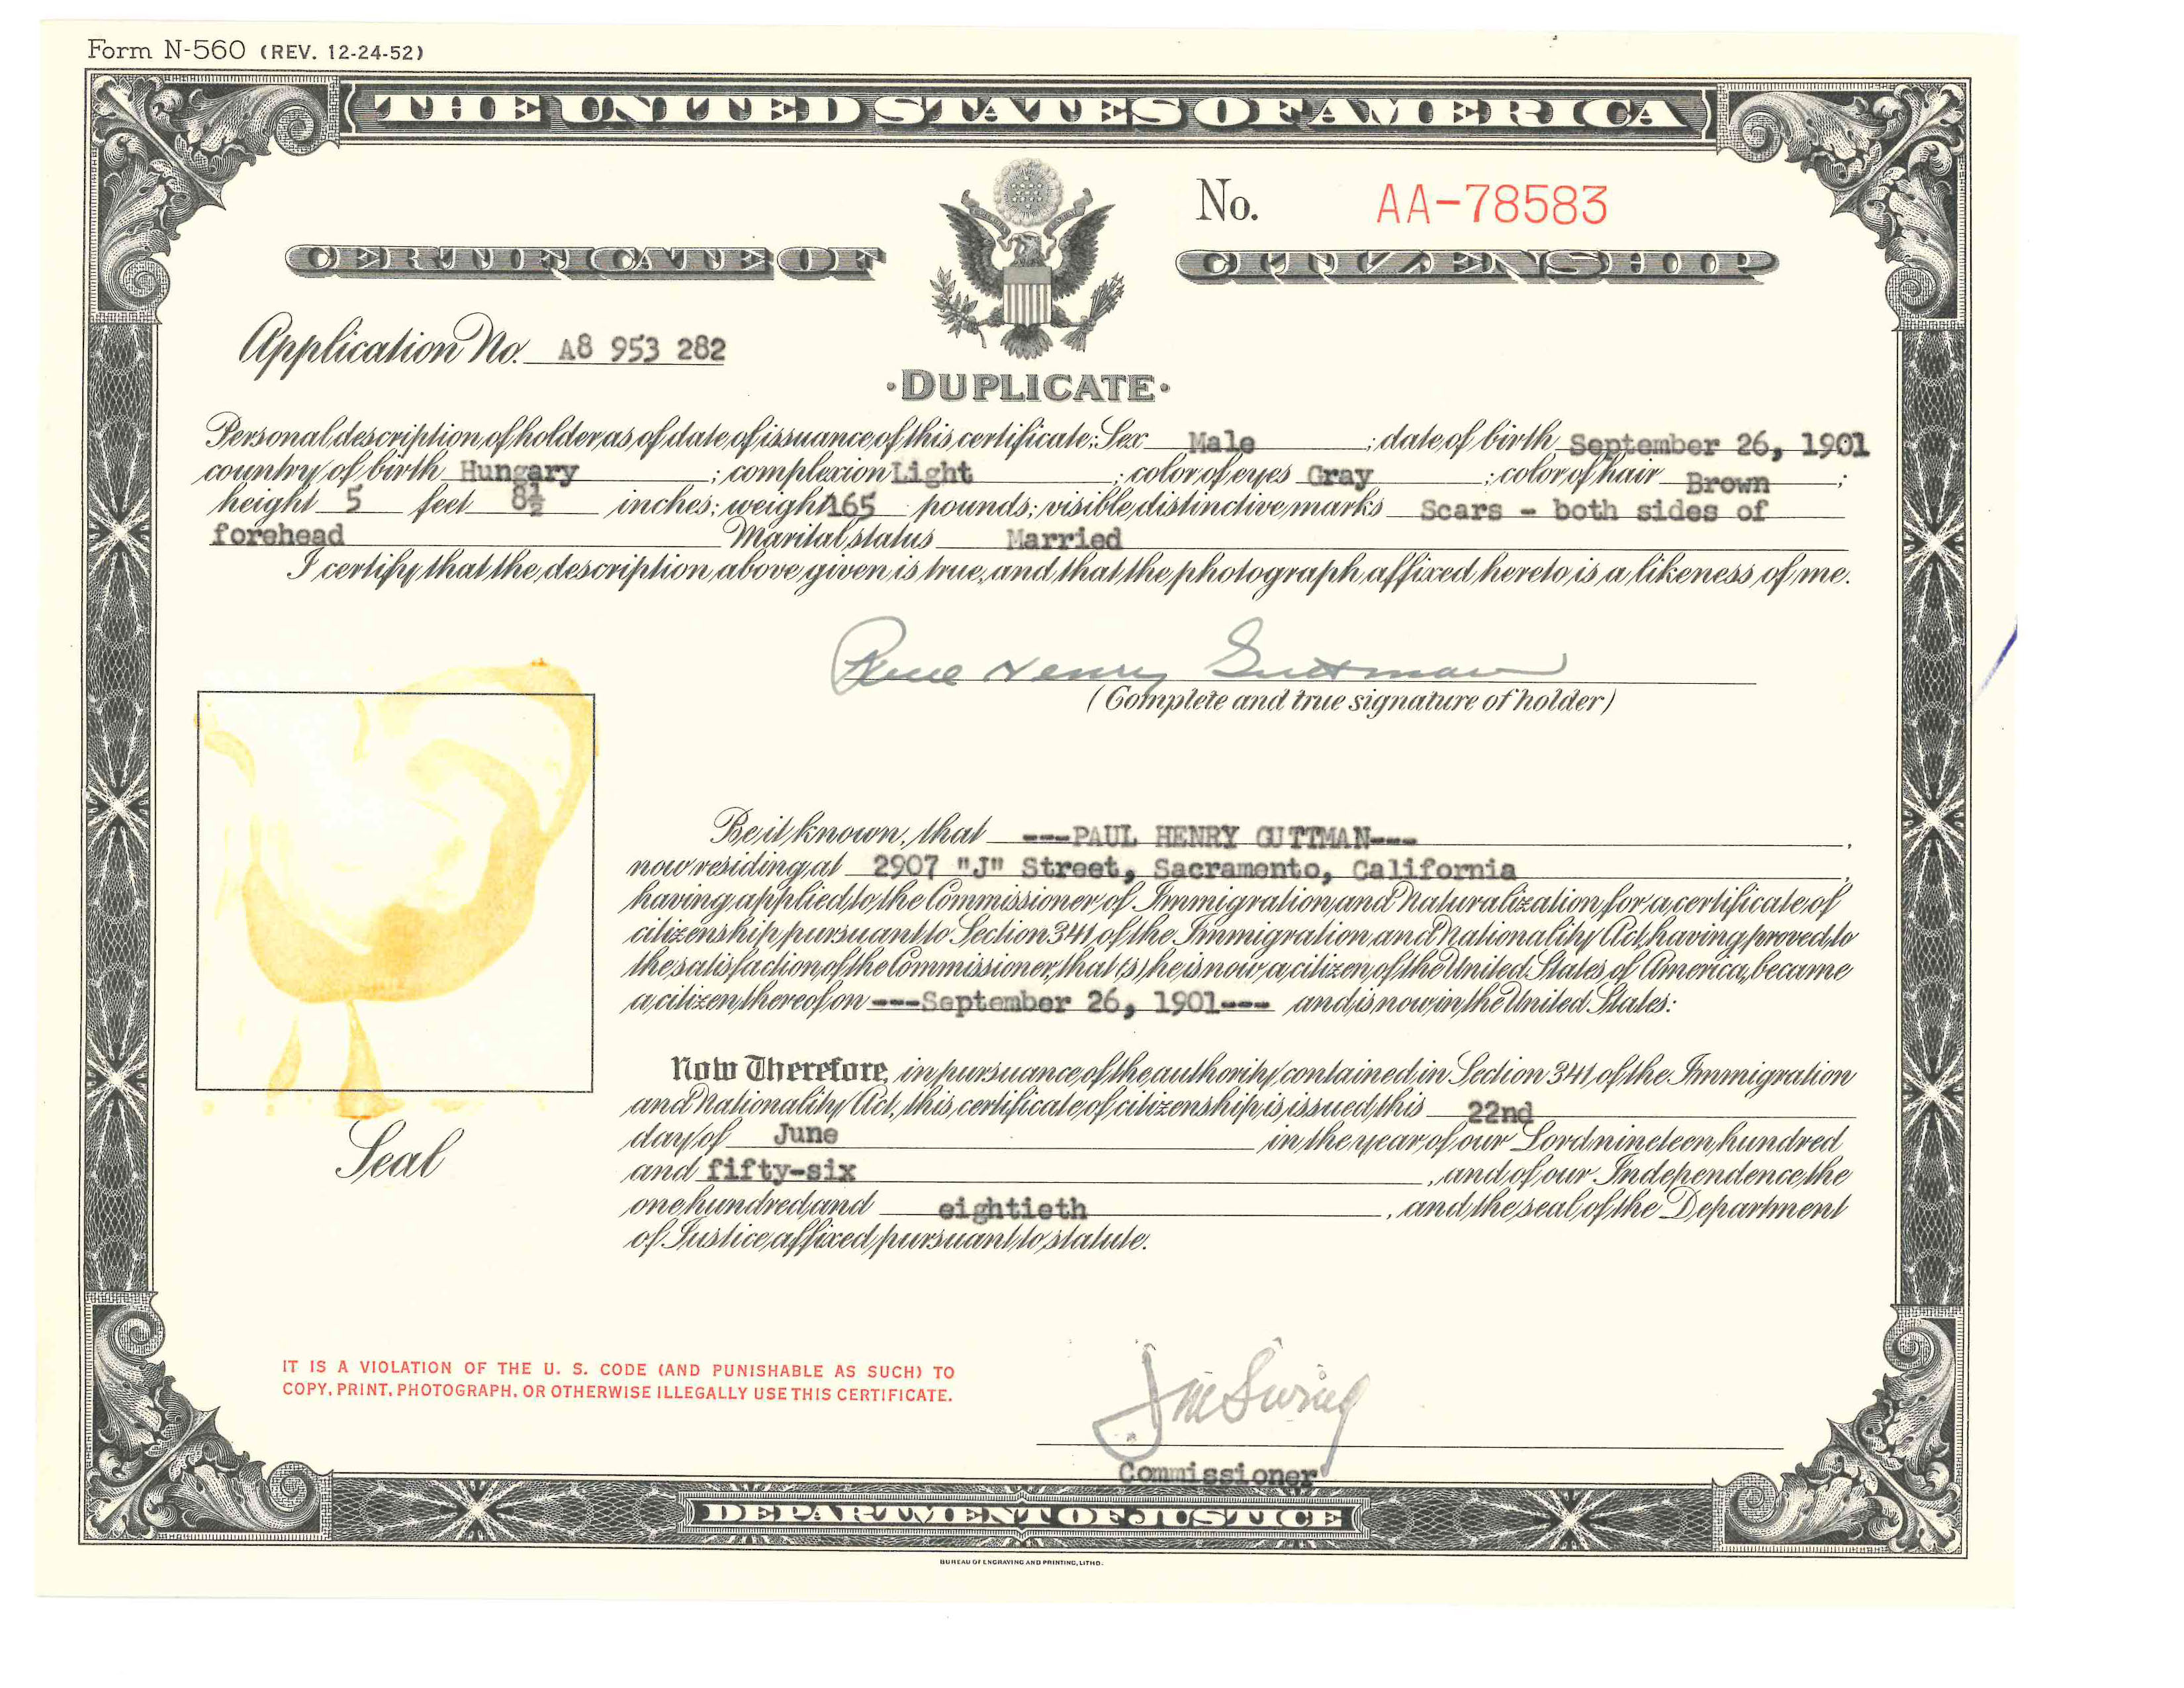 Form N-560 (REV. 12-24-52)
THE UNITED STATES OF AMERICA
No. AA-78583
CERTIFICATE OF CITIZENSHIP
Application No. A8 953 282
·DUPLICATE·
Personal description of holder as of date of issuance of this certificate: Sex Male ; date of birth September 26, 1901
country of birth Hungary ; complexion Light ; color of eyes Gray ; color of hair Brown ;
height 5 feet 8½ inches; weight 165 pounds; visible distinctive marks Scars - both sides of
forehead Marital status Married
I certify that the description above given is true, and that the photograph affixed hereto is a likeness of me.
Henry Guttman
(Complete and true signature of holder)
Be it known, that ---PAUL HENRY GUTTMAN--- ,
now residing at 2907 "J" Street, Sacramento, California ,
having applied to the Commissioner of Immigration and Naturalization for a certificate of
citizenship pursuant to Section 341 of the Immigration and Nationality Act, having proved to
the satisfaction of the Commissioner, that (s)he is now a citizen of the United States of America, became
a citizen thereof on ---September 26, 1901--- and is now in the United States:
Now Therefore, in pursuance of the authority contained in Section 341 of the Immigration
and Nationality Act, this certificate of citizenship is issued this 22nd
day of June in the year of our Lord nineteen hundred
and fifty-six , and of our Independence the
one hundred and eightieth , and the seal of the Department
of Justice affixed pursuant to statute.
Seal
IT IS A VIOLATION OF THE U. S. CODE (AND PUNISHABLE AS SUCH) TO
COPY, PRINT, PHOTOGRAPH, OR OTHERWISE ILLEGALLY USE THIS CERTIFICATE.
J M Swing
Commissioner
DEPARTMENT OF JUSTICE
BUREAU OF ENGRAVING AND PRINTING, LITHO.